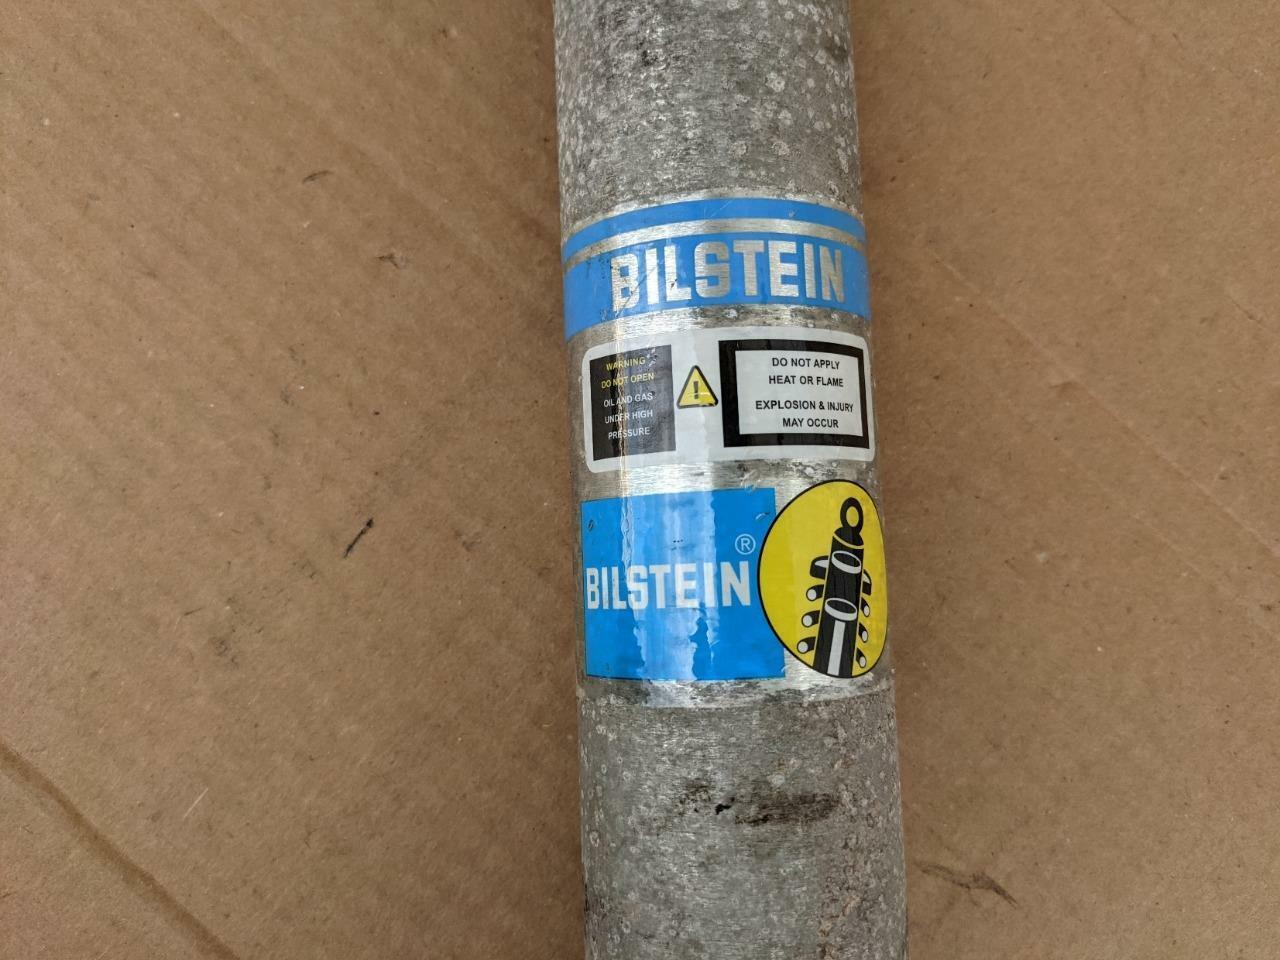 BILSTEIN
WARNING
DO NOT OPEN
OIL AND GAS
UNDER HIGH
PRESSURE
DO NOT APPLY
HEAT OR FLAME
EXPLOSION & INJURY
MAY OCCUR
BILSTEIN®